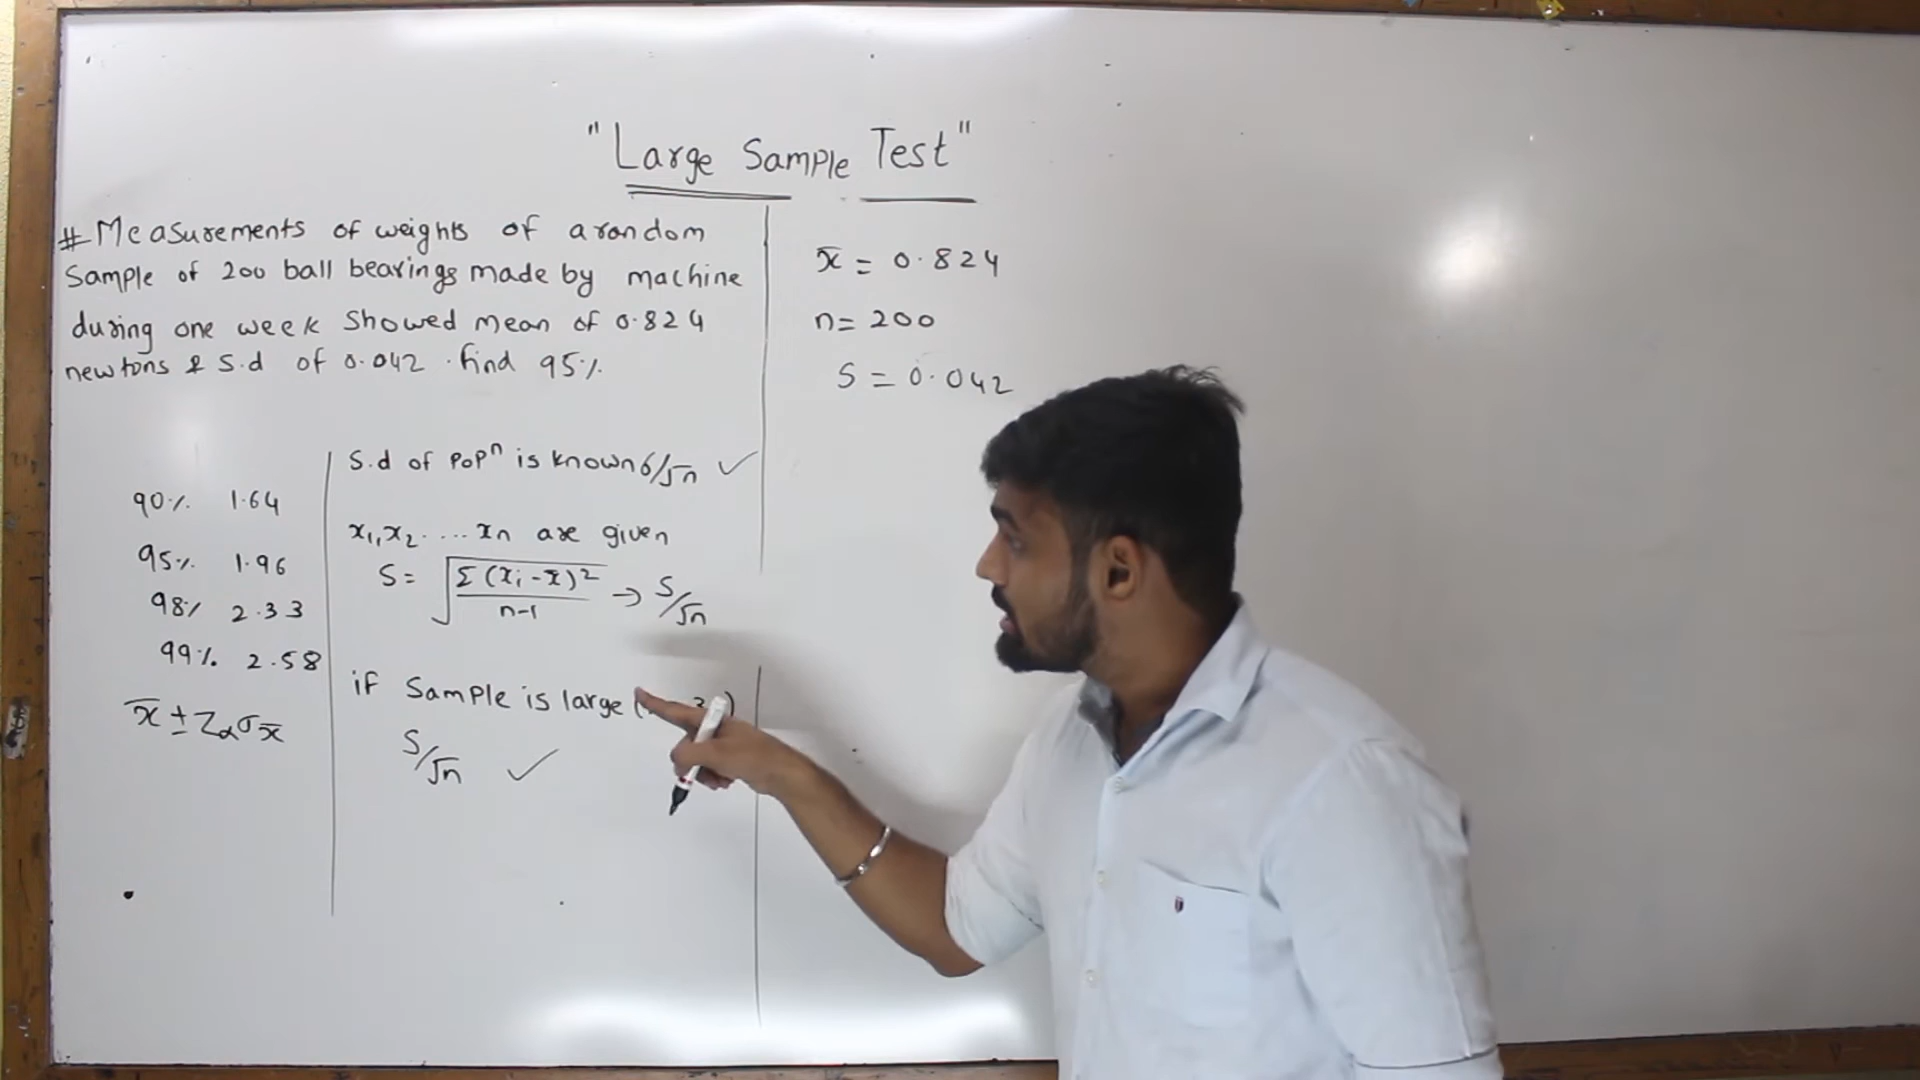 "Large Sample Test"
# Measurements of weights of a random
Sample of 200 ball bearings made by machine
during one week showed mean of 0.824
newtons & S.d of 0.042 . find 95%
x̄ = 0.824
n = 200
S = 0.042
90% 1.64
95% 1.96
98% 2.33
99% 2.58
x̄ ± Zασx̄
S.d of popⁿ is known σ/√n ✓
x₁,x₂.....xn are given
S = √(Σ(xi-x̄)²/n-1) → S/√n
if Sample is large (
S/√n ✓